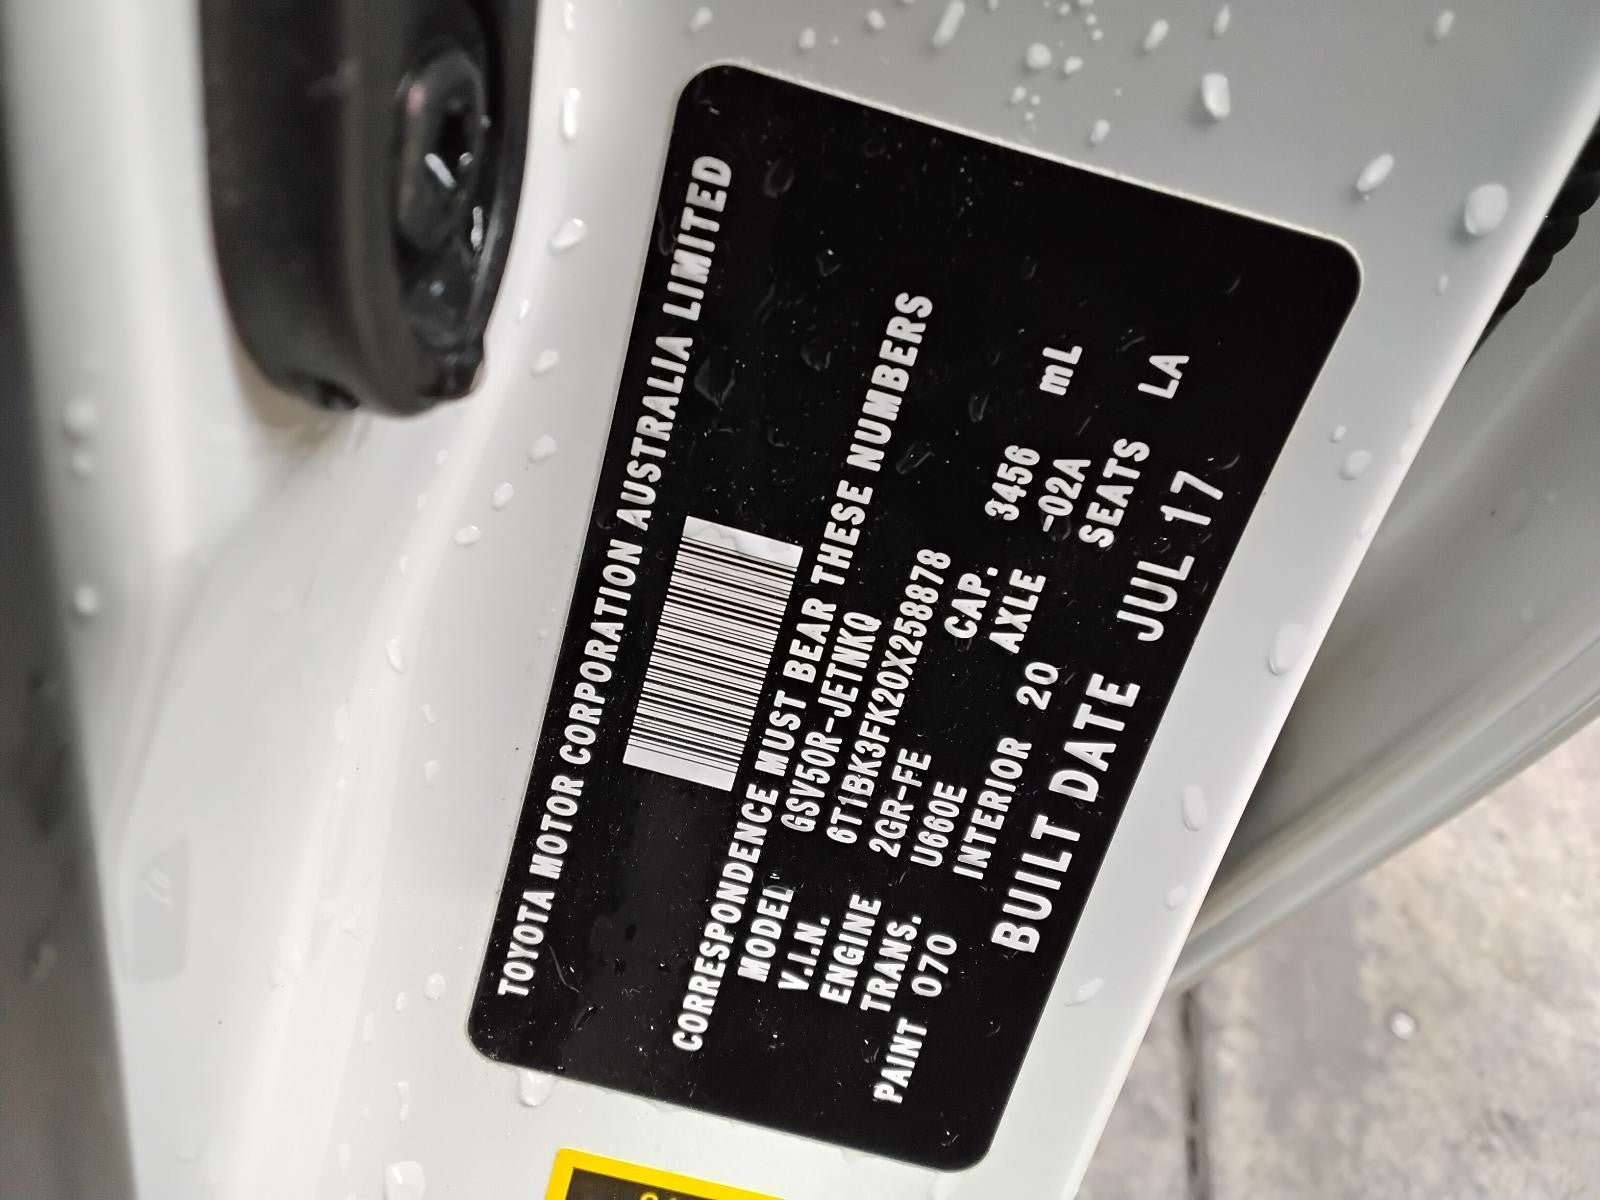 TOYOTA MOTOR CORPORATION AUSTRALIA LIMITED
CORRESPONDENCE MUST BEAR THESE NUMBERS
MODEL GSV50R-JETNKQ
V.I.N. 6T1BK3FK20X258878
ENGINE 2GR-FE CAP. 3456 mL
TRANS. U660E AXLE -02A
PAINT 070 INTERIOR 20 SEATS LA
BUILT DATE JUL 17